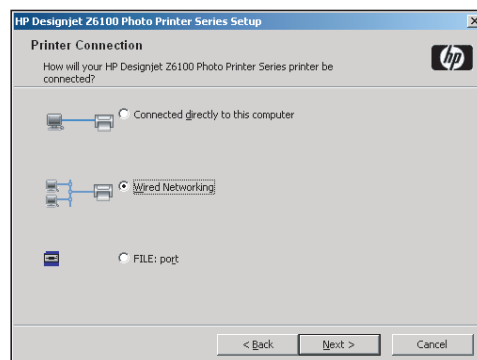 HP Designjet Z6100 Photo Printer Series Setup
Printer Connection
How will your HP Designjet Z6100 Photo Printer Series printer be
connected?
hp
Connected directly to this computer
Wired Networking
FILE: port
< Back
Next >
Cancel